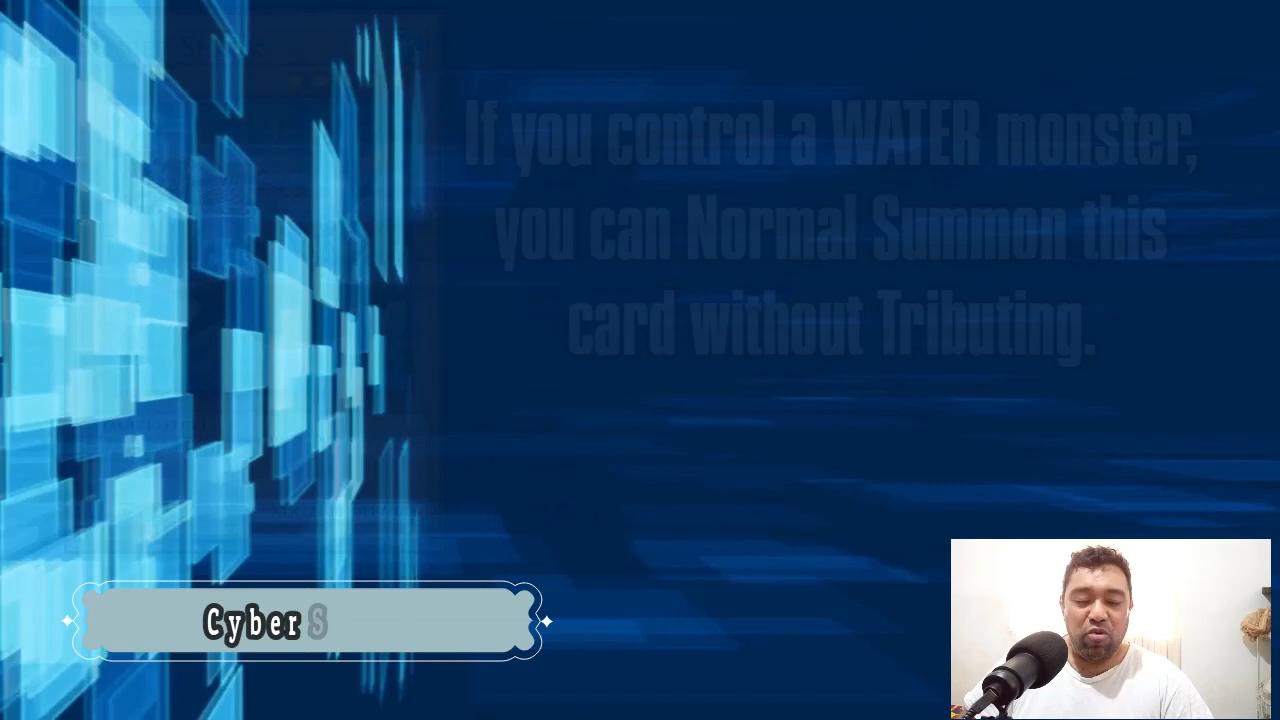 If you control a WATER monster,
you can Normal Summon this
card without Tributing.
Cyber S